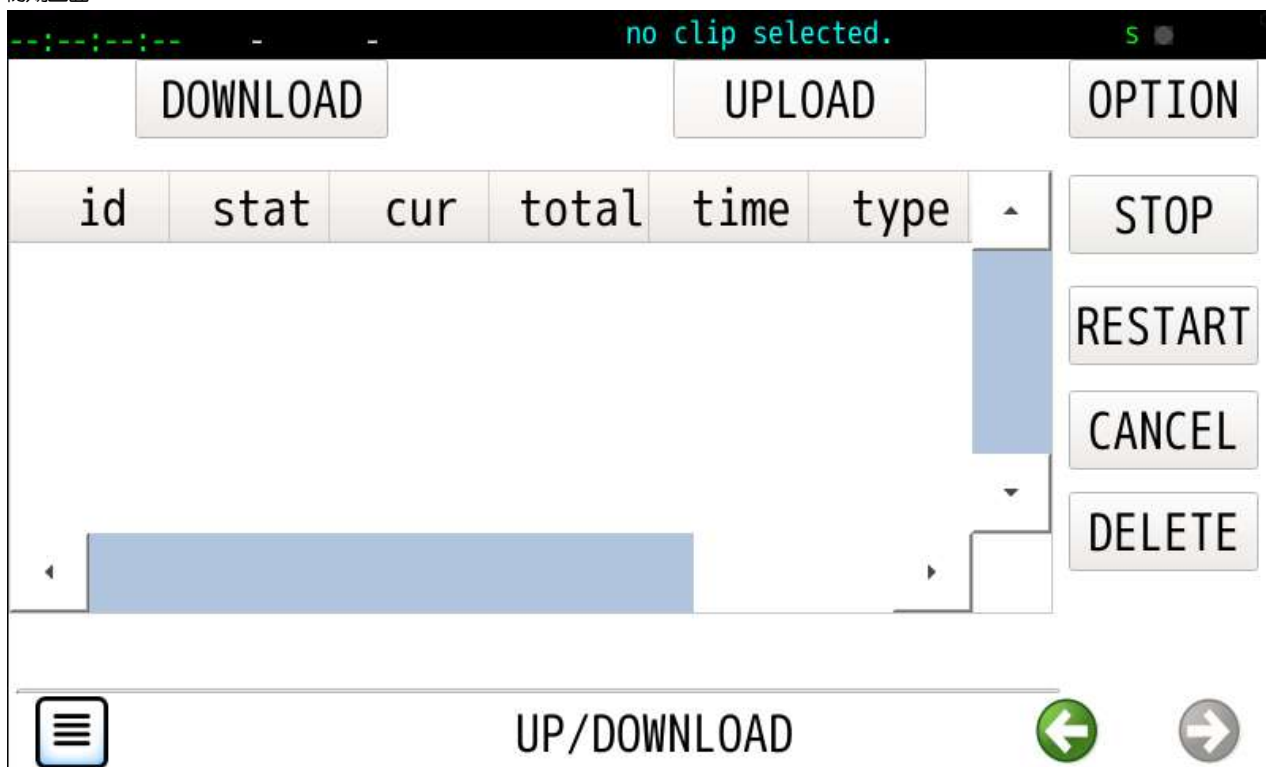 --:--:--:-- - - no clip selected. S
DOWNLOAD UPLOAD OPTION
id stat cur total time type
STOP
RESTART
CANCEL
DELETE
UP/DOWNLOAD